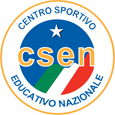 CENTRO SPORTIVO
csen
EDUCATIVO NAZIONALE